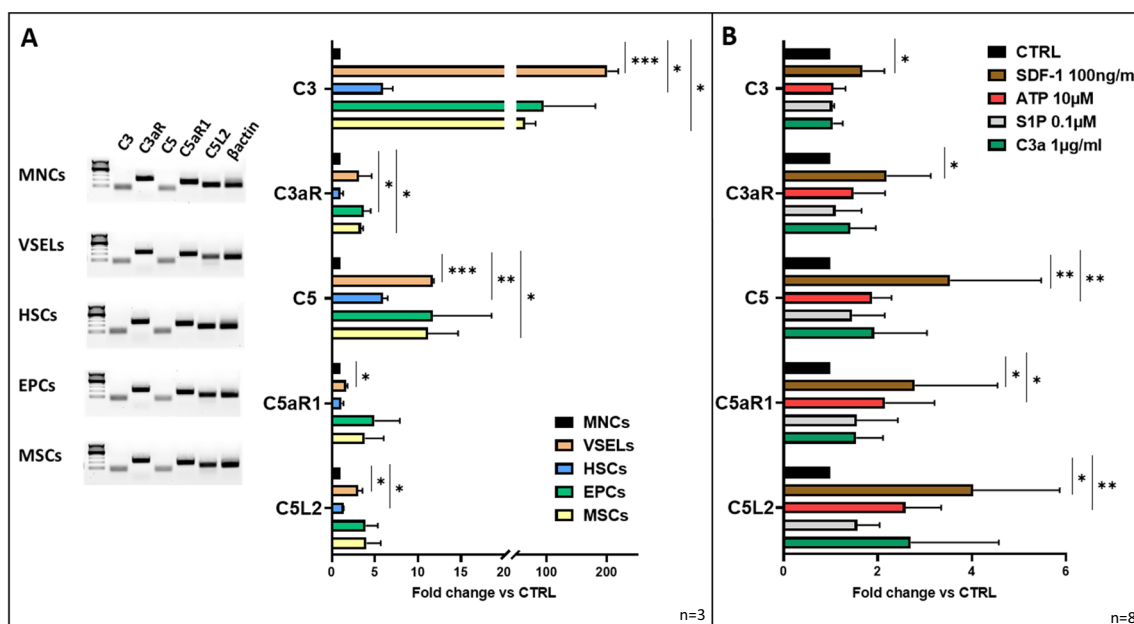 A
C3 C3aR C5 C5aR1 C5L2 βactin
MNCs
VSELs
HSCs
EPCs
MSCs
C3
*** * *
C3aR
* *
C5
*** ** *
C5aR1
*
C5L2
* *
MNCs
VSELs
HSCs
EPCs
MSCs
0 5 10 15 20 100 200
Fold change vs CTRL
n=3
B
CTRL
SDF-1 100ng/m
ATP 10µM
S1P 0.1µM
C3a 1µg/ml
C3
*
C3aR
*
C5
** **
C5aR1
* *
C5L2
* **
0 2 4 6
Fold change vs CTRL
n=8